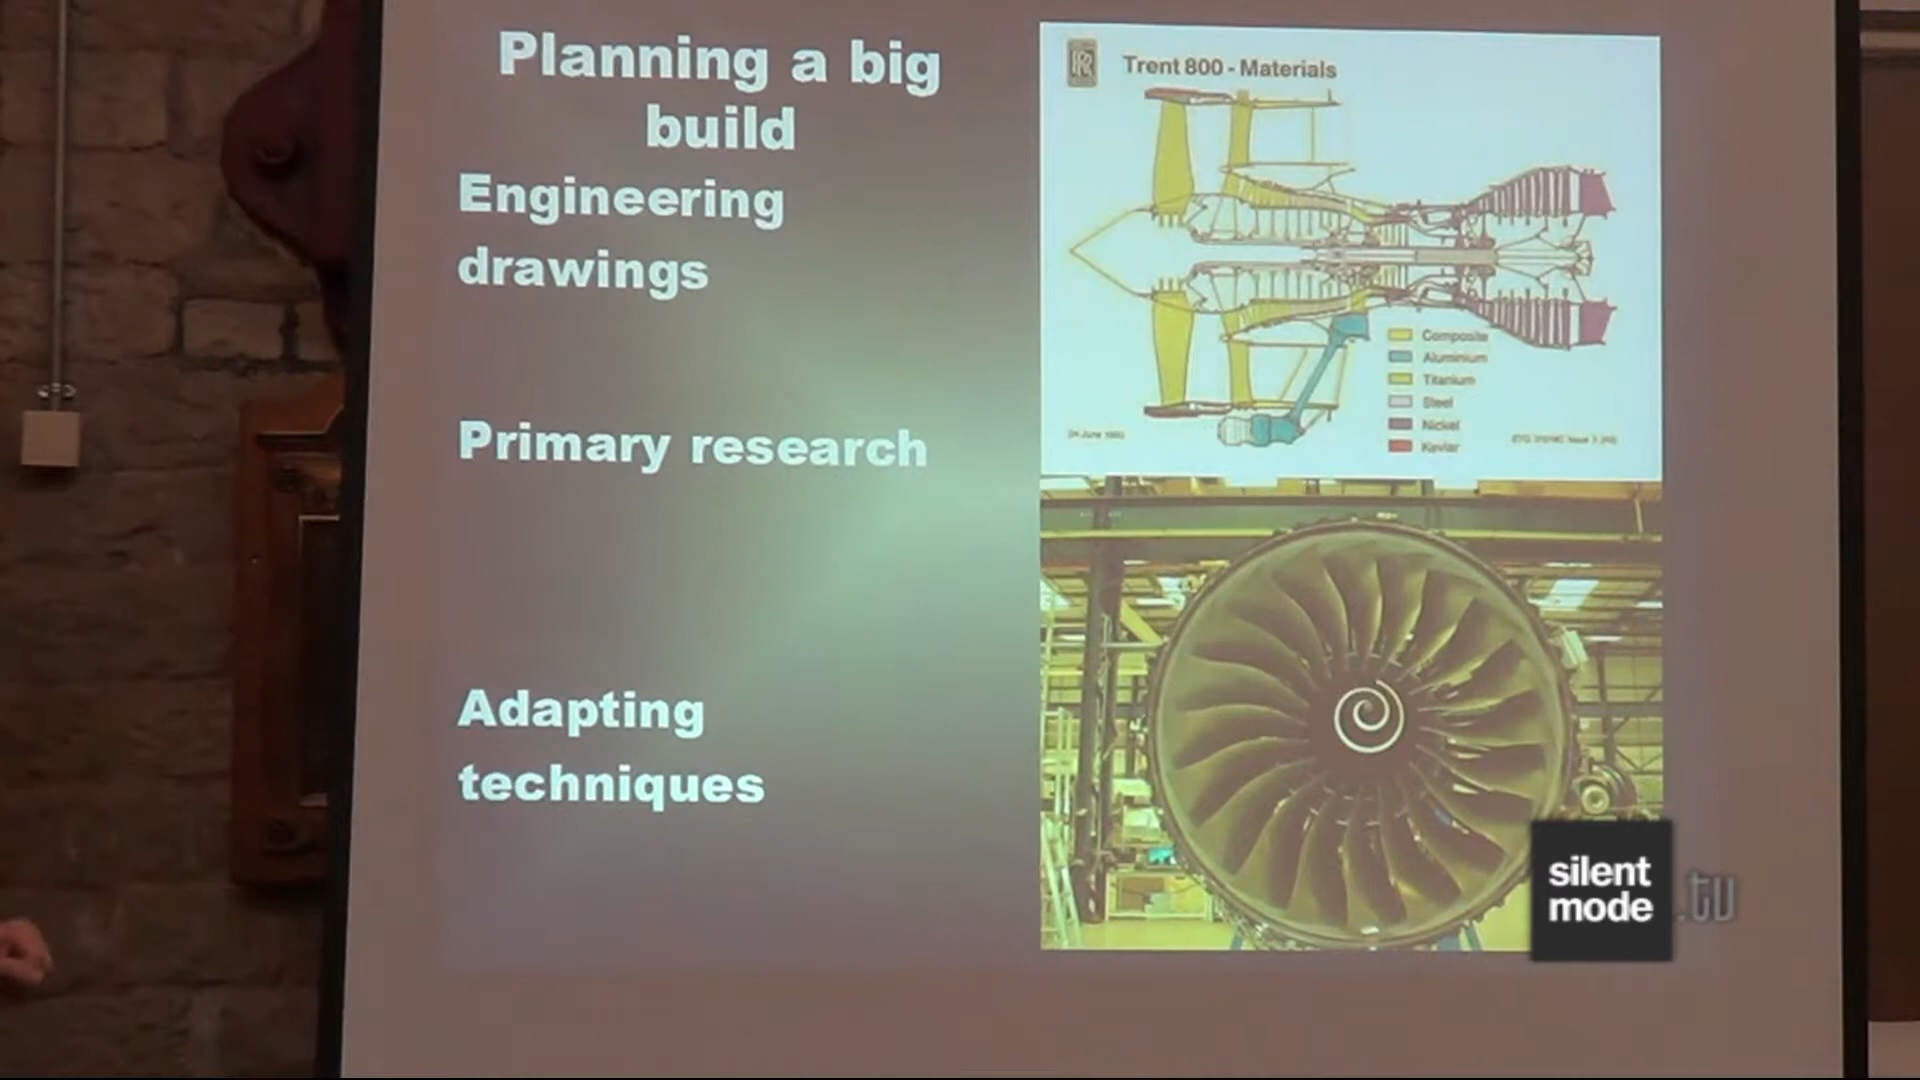 Planning a big
build
Engineering
drawings
Primary research
Adapting
techniques
RR
Trent 800 - Materials
Composite
Aluminium
Titanium
Steel
Nickel
Kevlar
silent
mode
.tv